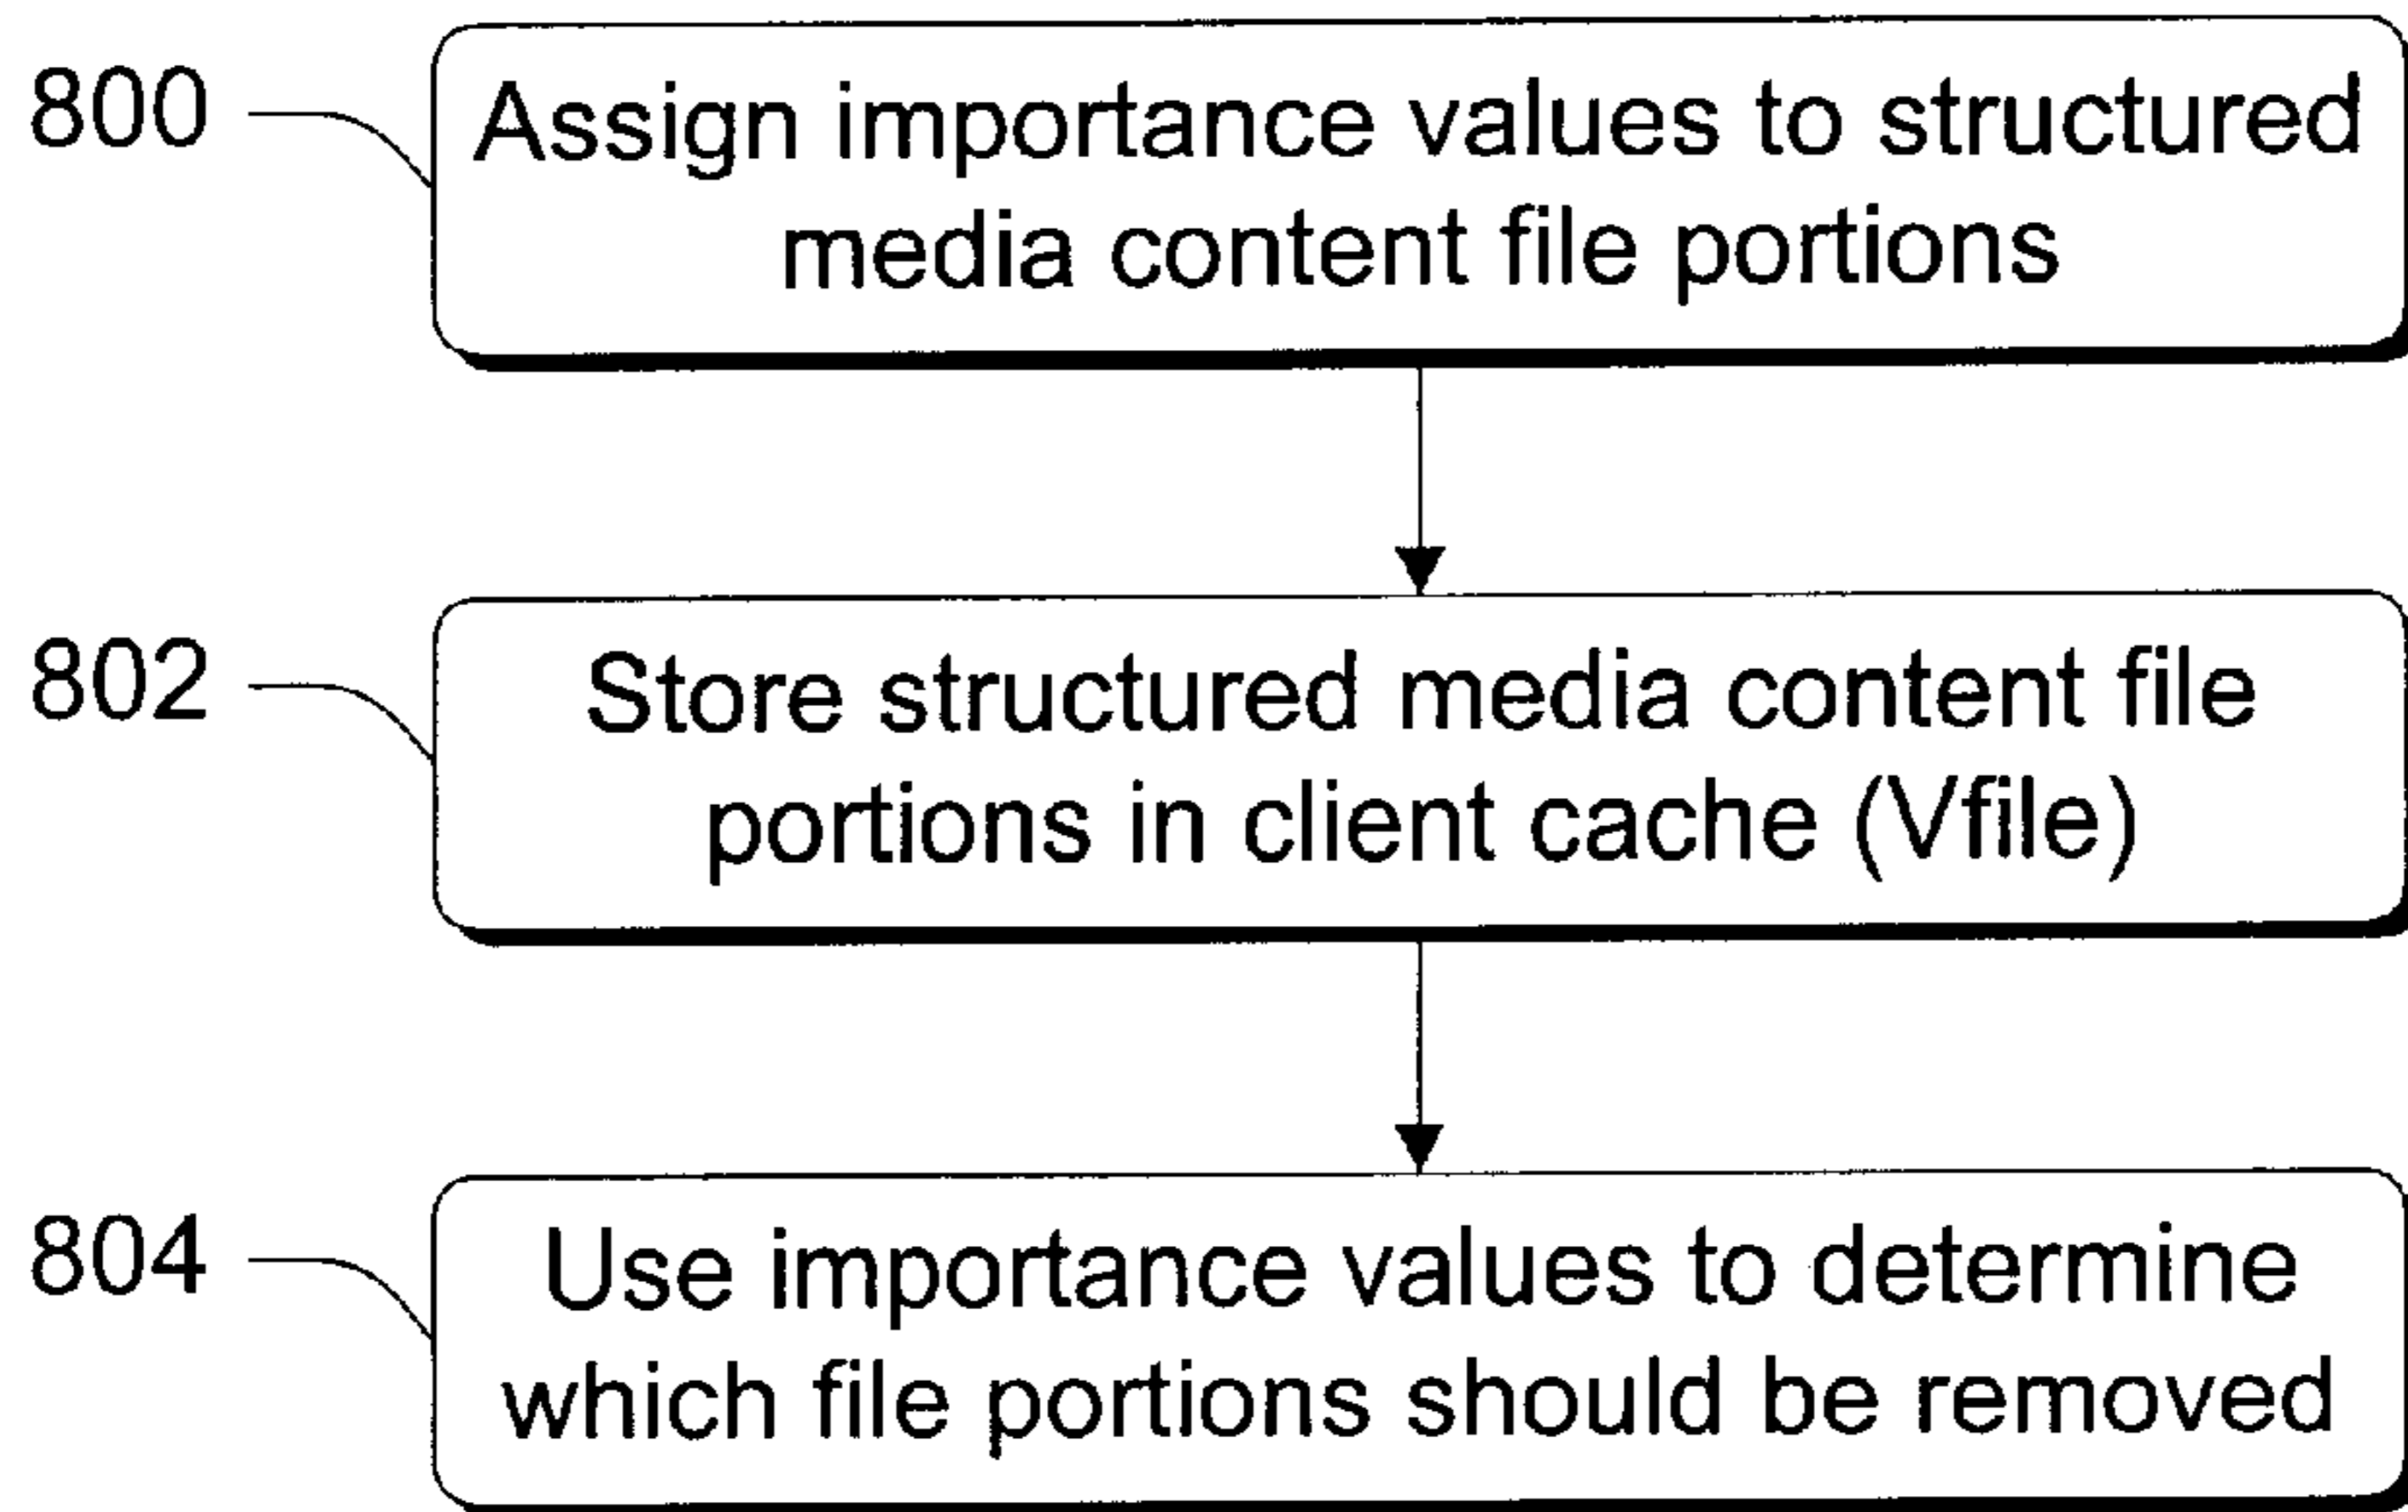 800
Assign importance values to structured
media content file portions
802
Store structured media content file
portions in client cache (Vfile)
804
Use importance values to determine
which file portions should be removed